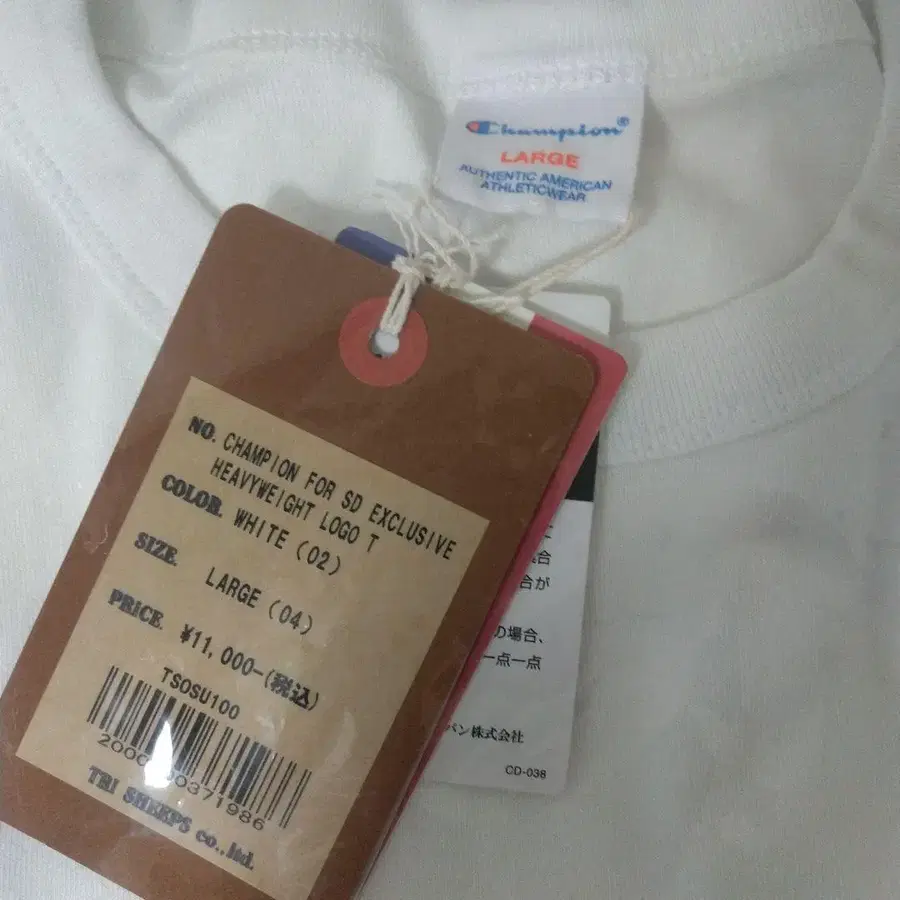 Champion®
LARGE
AUTHENTIC AMERICAN
ATHLETICWEAR
NO. CHAMPION FOR SD EXCLUSIVE
HEAVYWEIGHT LOGO T
COLOR. WHITE (02)
SIZE. LARGE (04)
PRICE. ¥11,000-(税込)
TSOSU100
TRI SHEEPS co.,ltd.
合が
の場合、
一点一点
パン株式会社
CD-038